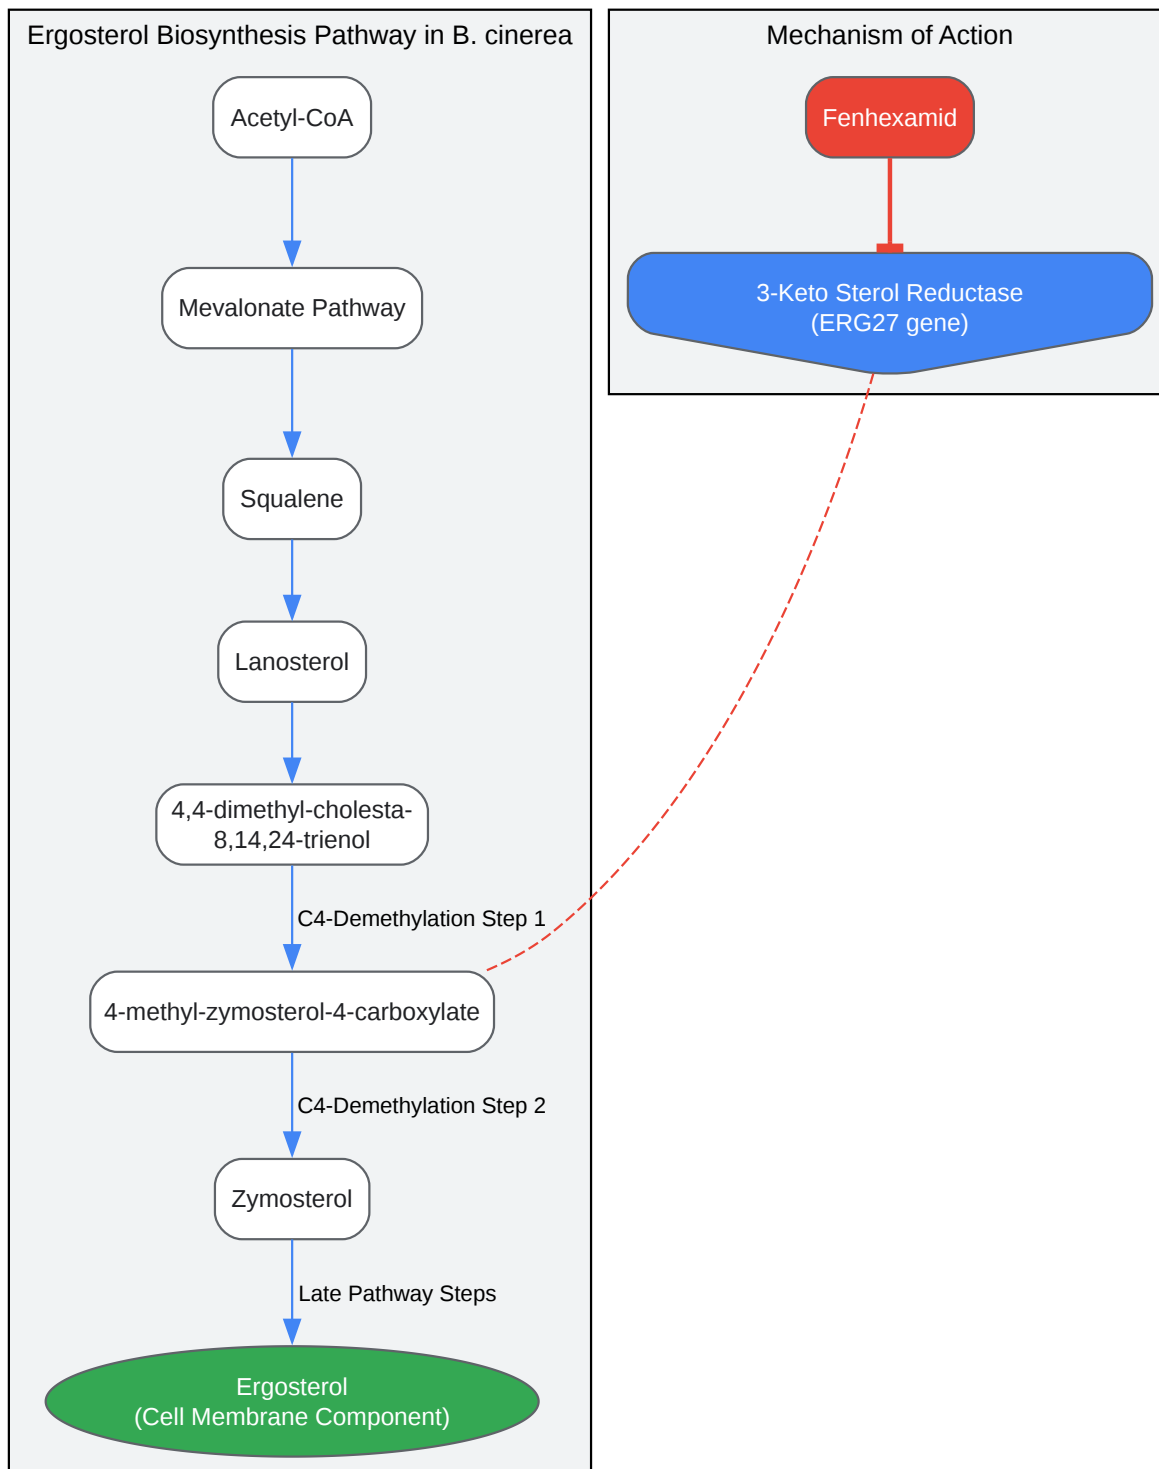 Ergosterol Biosynthesis Pathway in B. cinerea
Acetyl-CoA
Mevalonate Pathway
Squalene
Lanosterol
4,4-dimethyl-cholesta-
8,14,24-trienol
C4-Demethylation Step 1
4-methyl-zymosterol-4-carboxylate
C4-Demethylation Step 2
Zymosterol
Late Pathway Steps
Ergosterol
(Cell Membrane Component)
Mechanism of Action
Fenhexamid
3-Keto Sterol Reductase
(ERG27 gene)